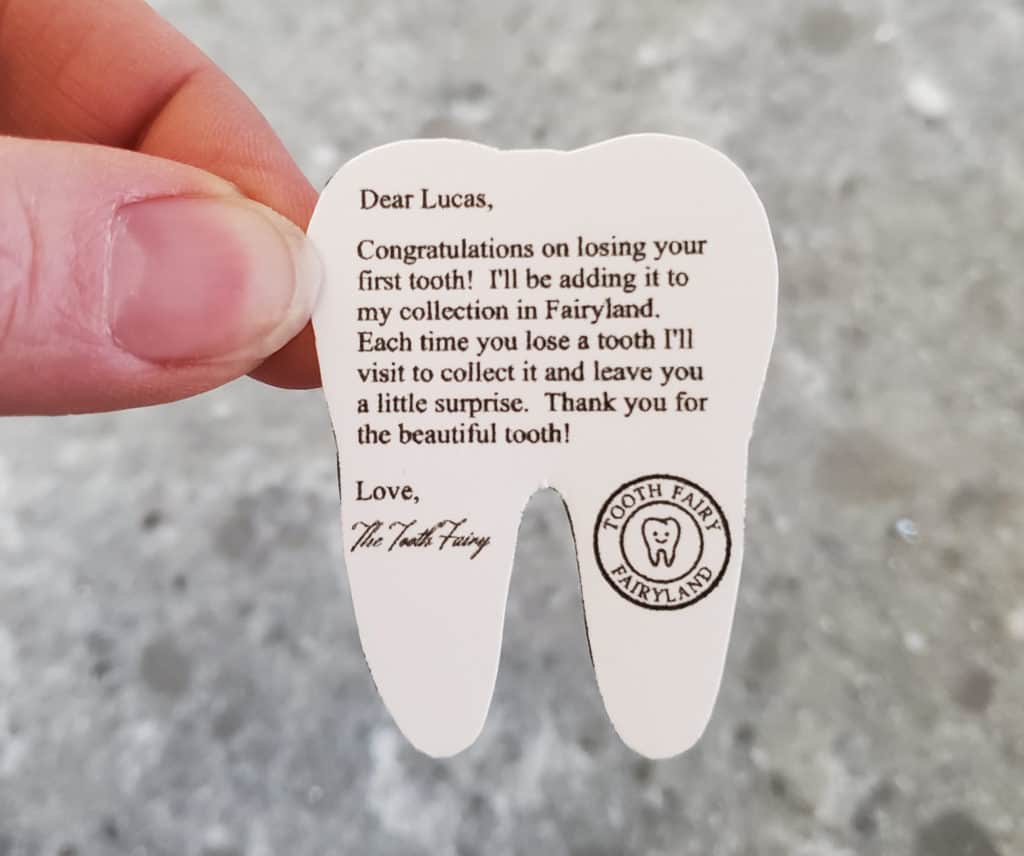 Dear Lucas,
Congratulations on losing your
first tooth!  I'll be adding it to
my collection in Fairyland.
Each time you lose a tooth I'll
visit to collect it and leave you
a little surprise.  Thank you for
the beautiful tooth!
Love,
The Tooth Fairy
TOOTH FAIRY
FAIRYLAND